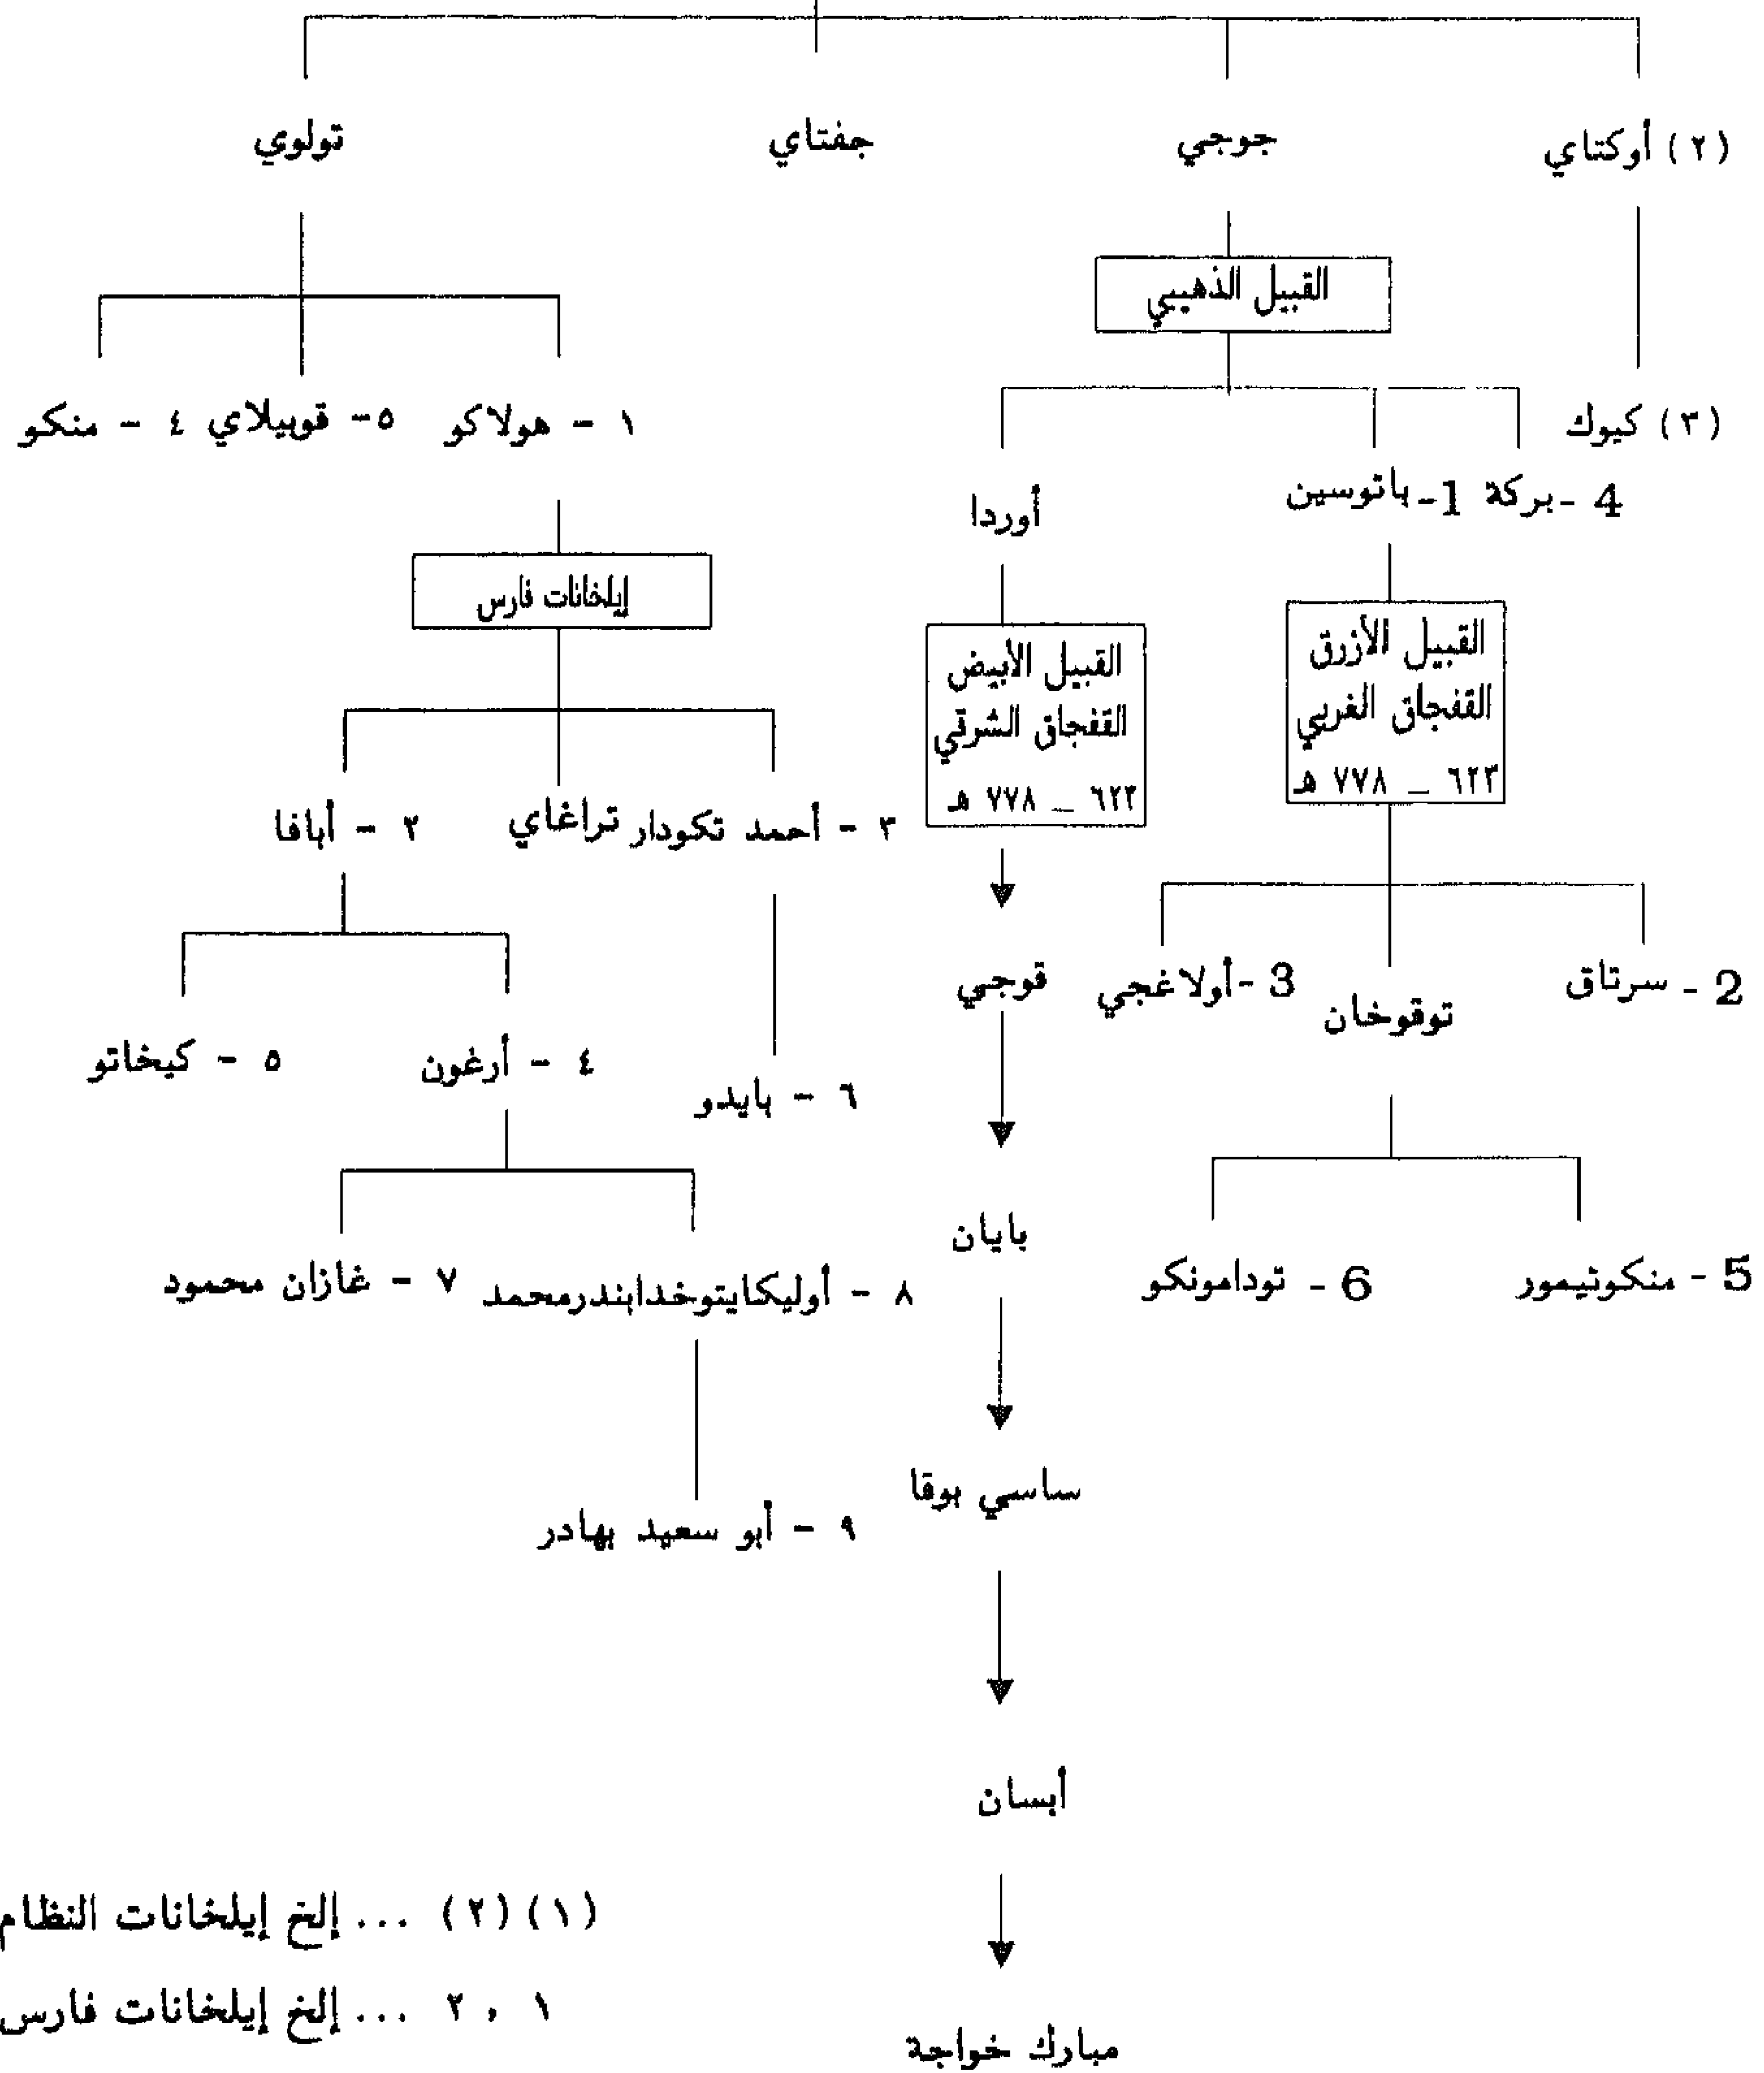 (٢) أوكتاي جوجي جفتاي تولوي
القبيل الذهيبي
(٣) كيوك ١ - هولاكو ٥- قوبيلاي ٤ - منكو
4 - بركة 1- باتوسين أوردا
إيلخانات فارس
القبيل الأزرق
القفجاق الغربي
٦٢٣ _ ٧٧٨ هـ
القبيل الأبيض
القفجاق الشرقي
٦٢٣ _ ٧٧٨ هـ
٣ - أحمد تكودار تراغاي ٢ - أبافا
2 - سرتاق توقوخان 3 - أولاغجي قوجي
٤ - أرغون ٥ - كيخاتو
٦ - بايدو
بايان
5 - منكوتيمور 6 - تودامونكو ٨ - أوليكايتوخدابندرمحمد ٧ - غازان محمود
ساسي بوقا
٩ - أبو سعيد بهادر
أبسان
مبارك خواجة
(١) (٢) ... إلخ إيلخانات النظام
١ ، ٢ ... إلخ إيلخانات فارس